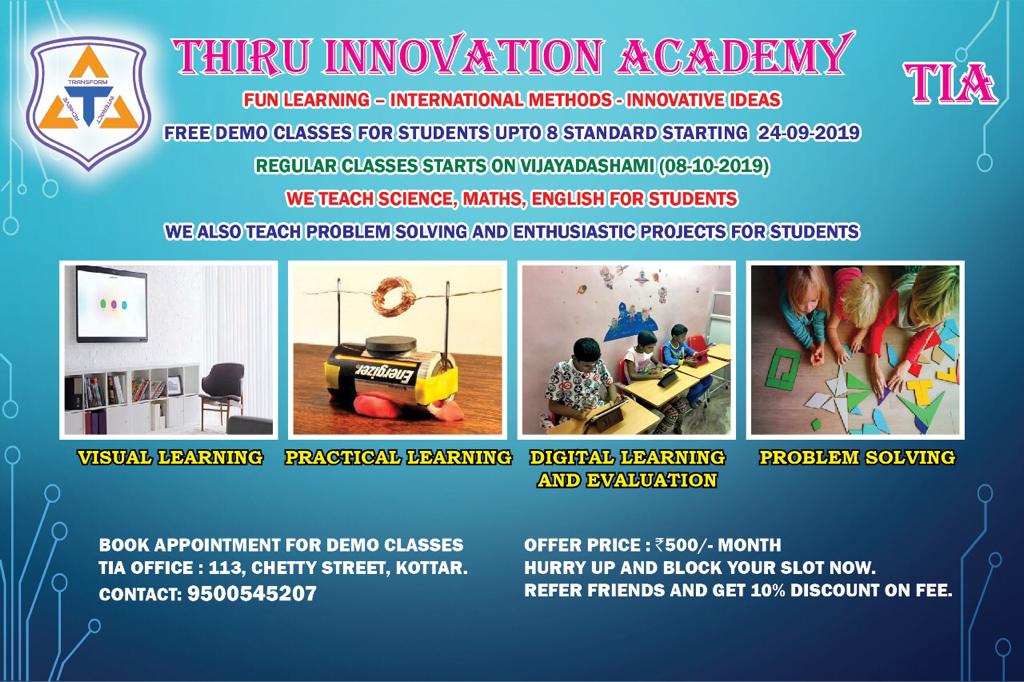 THIRU INNOVATION ACADEMY
TIA
TRANSFORM
ACHIEVE
INTERACT
T
FUN LEARNING – INTERNATIONAL METHODS - INNOVATIVE IDEAS
FREE DEMO CLASSES FOR STUDENTS UPTO 8 STANDARD STARTING 24-09-2019
REGULAR CLASSES STARTS ON VIJAYADASHAMI (08-10-2019)
WE TEACH SCIENCE, MATHS, ENGLISH FOR STUDENTS
WE ALSO TEACH PROBLEM SOLVING AND ENTHUSIASTIC PROJECTS FOR STUDENTS
Energizer
VISUAL LEARNING
PRACTICAL LEARNING
DIGITAL LEARNING
AND EVALUATION
PROBLEM SOLVING
BOOK APPOINTMENT FOR DEMO CLASSES
TIA OFFICE : 113, CHETTY STREET, KOTTAR.
CONTACT: 9500545207
OFFER PRICE : ₹500/- MONTH
HURRY UP AND BLOCK YOUR SLOT NOW.
REFER FRIENDS AND GET 10% DISCOUNT ON FEE.